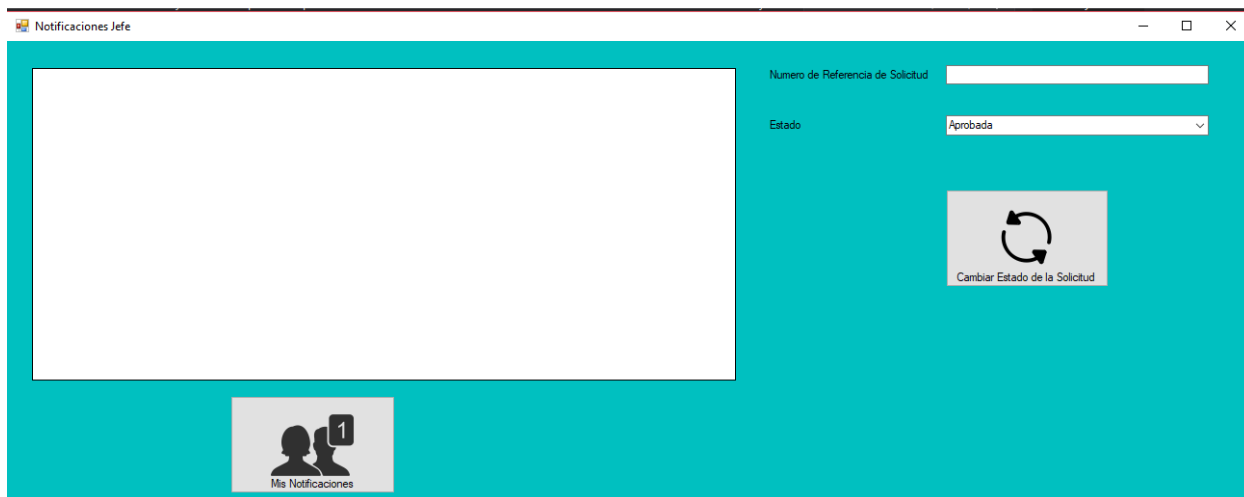 Notificaciones Jefe
Numero de Referencia de Solicitud
Estado
Aprobada
Cambiar Estado de la Solicitud
1
Mis Notificaciones